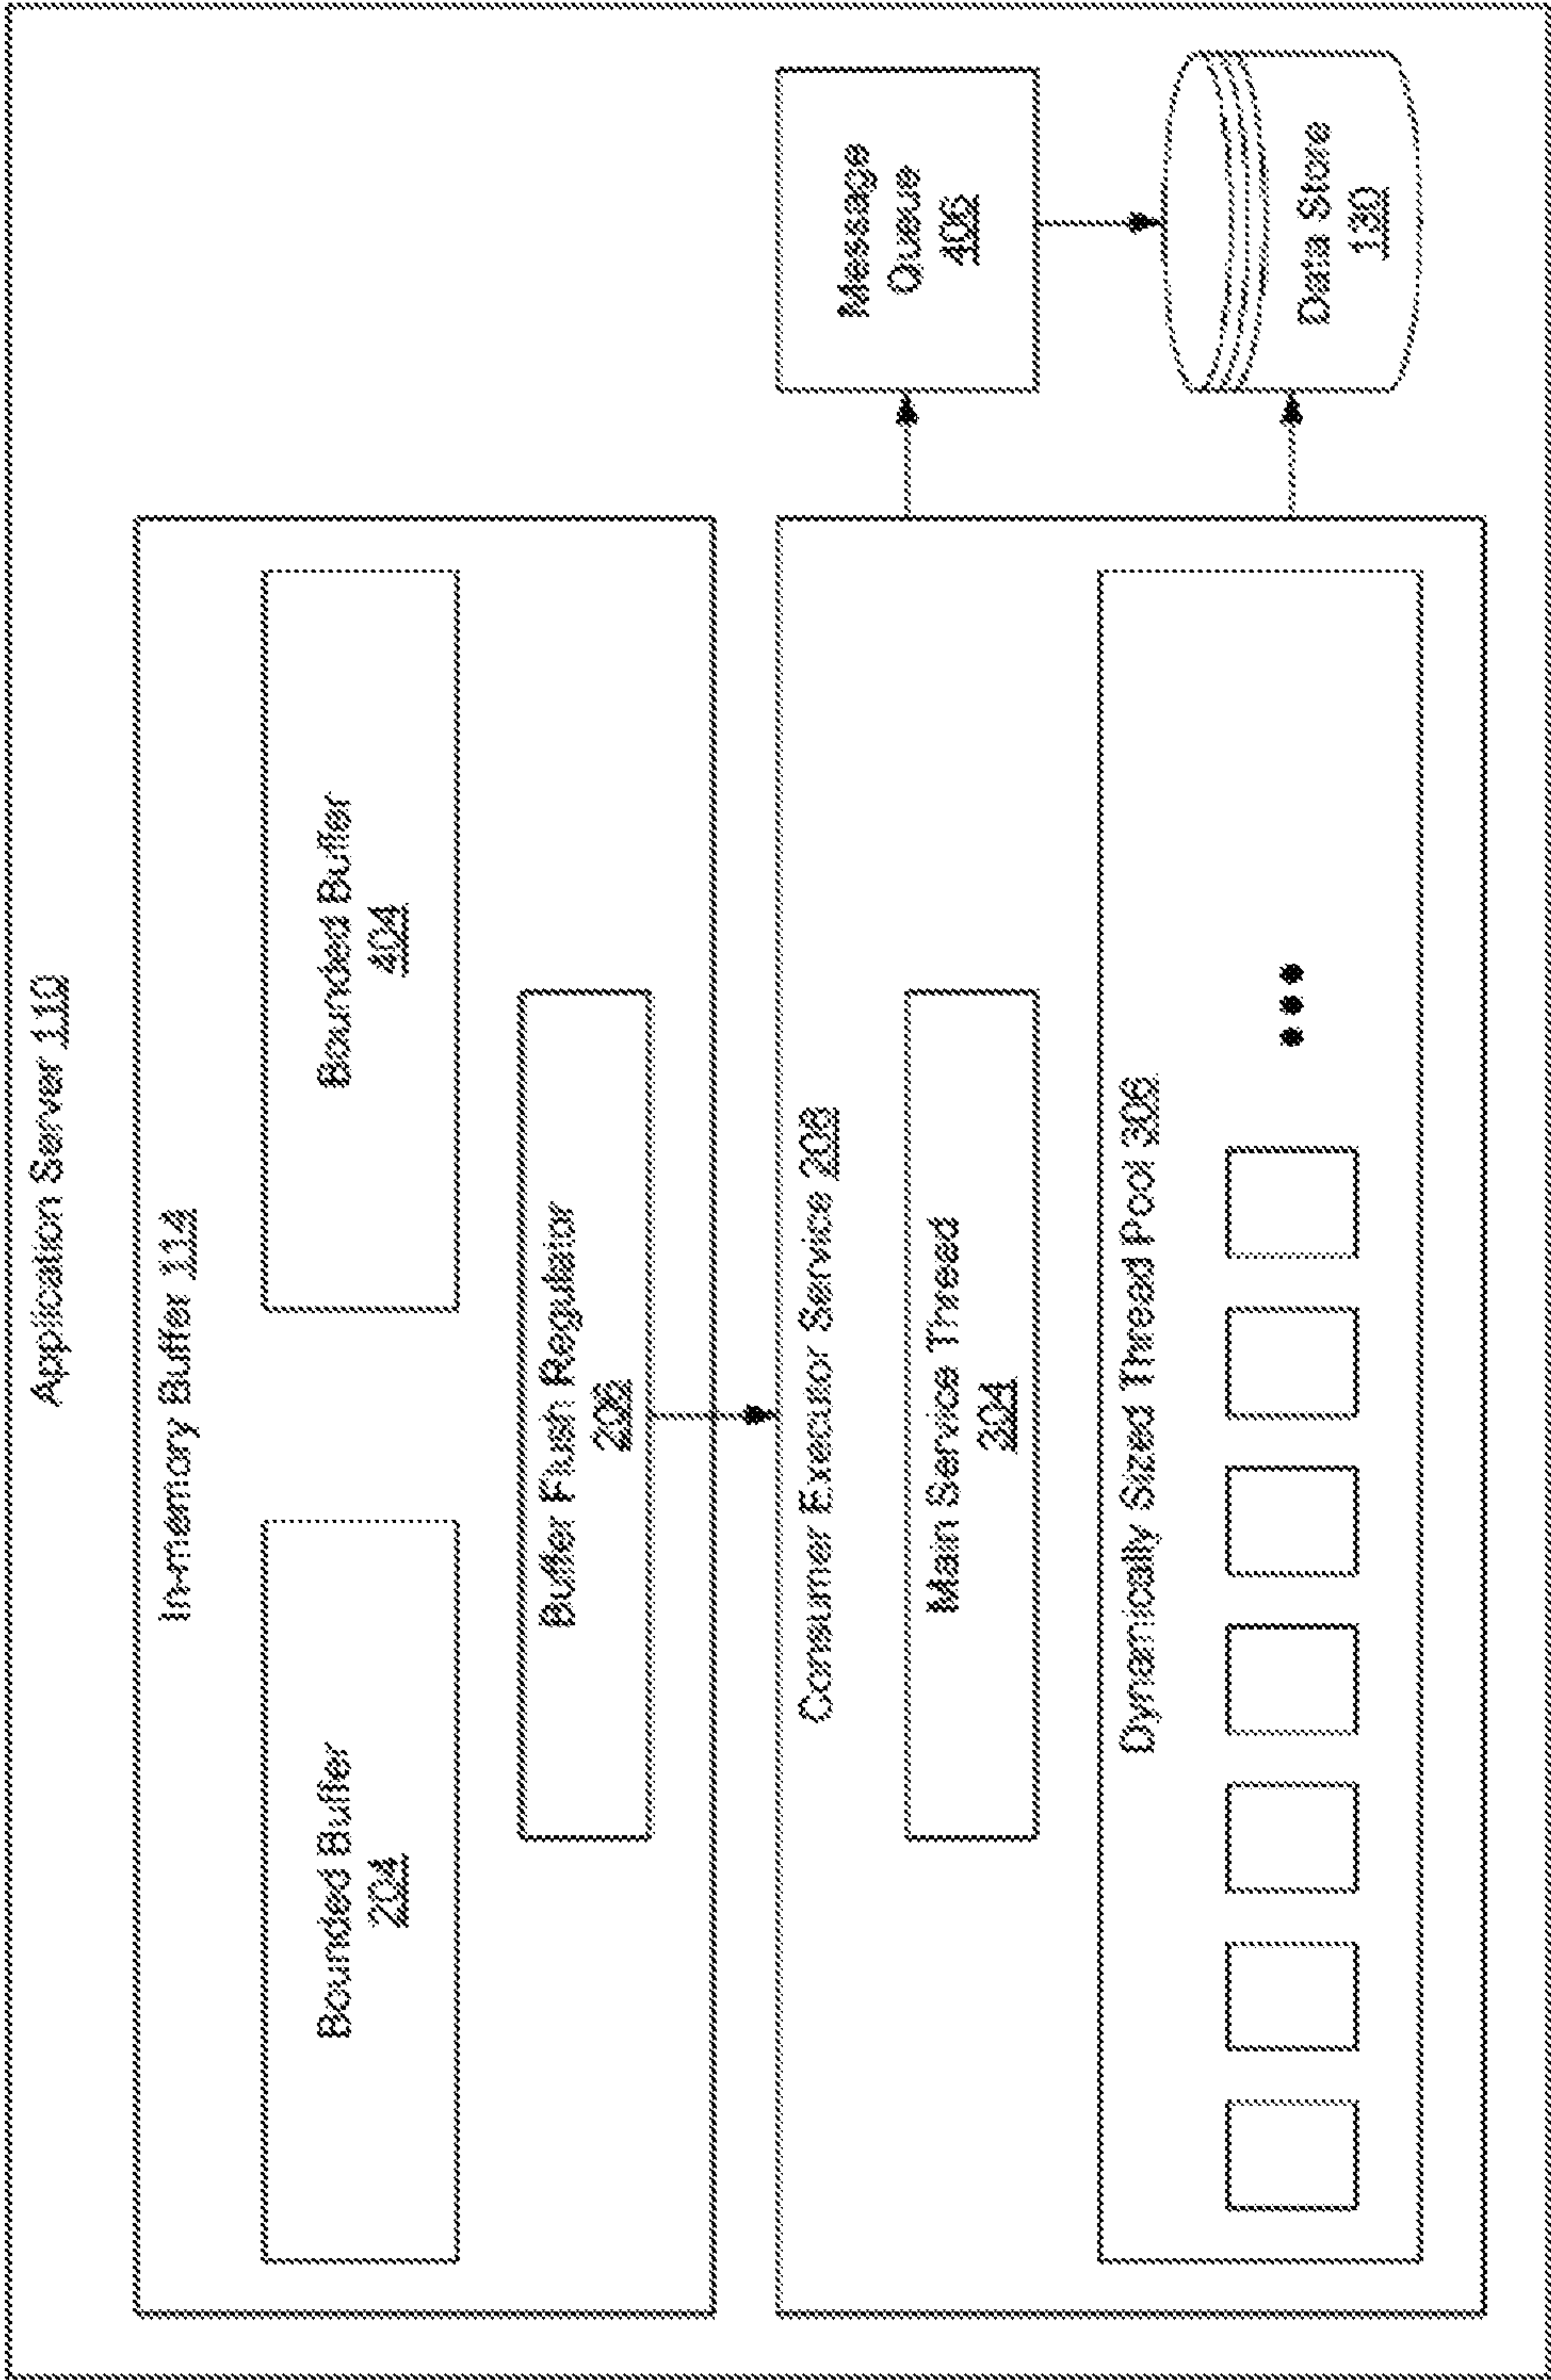 Application Server 110
In-memory Buffer 114
Bounded Buffer
204
Bounded Buffer
404
Buffer Flush Regulator
206
Consumer Executor Service 208
Main Service Thread
304
Dynamically Sized Thread Pool 306
Message
Queue
406
Data Store
130